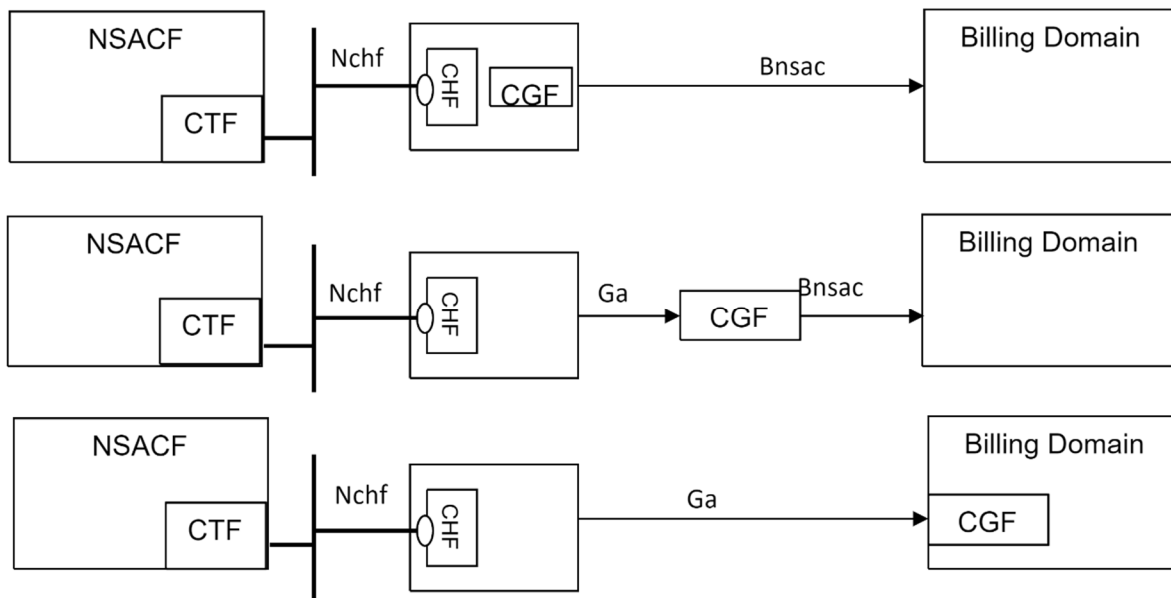 NSACF
CTF
Nchf
CHF
CGF
Bnsac
Billing Domain
NSACF
CTF
Nchf
CHF
Ga
CGF
Bnsac
Billing Domain
NSACF
CTF
Nchf
CHF
Ga
Billing Domain
CGF